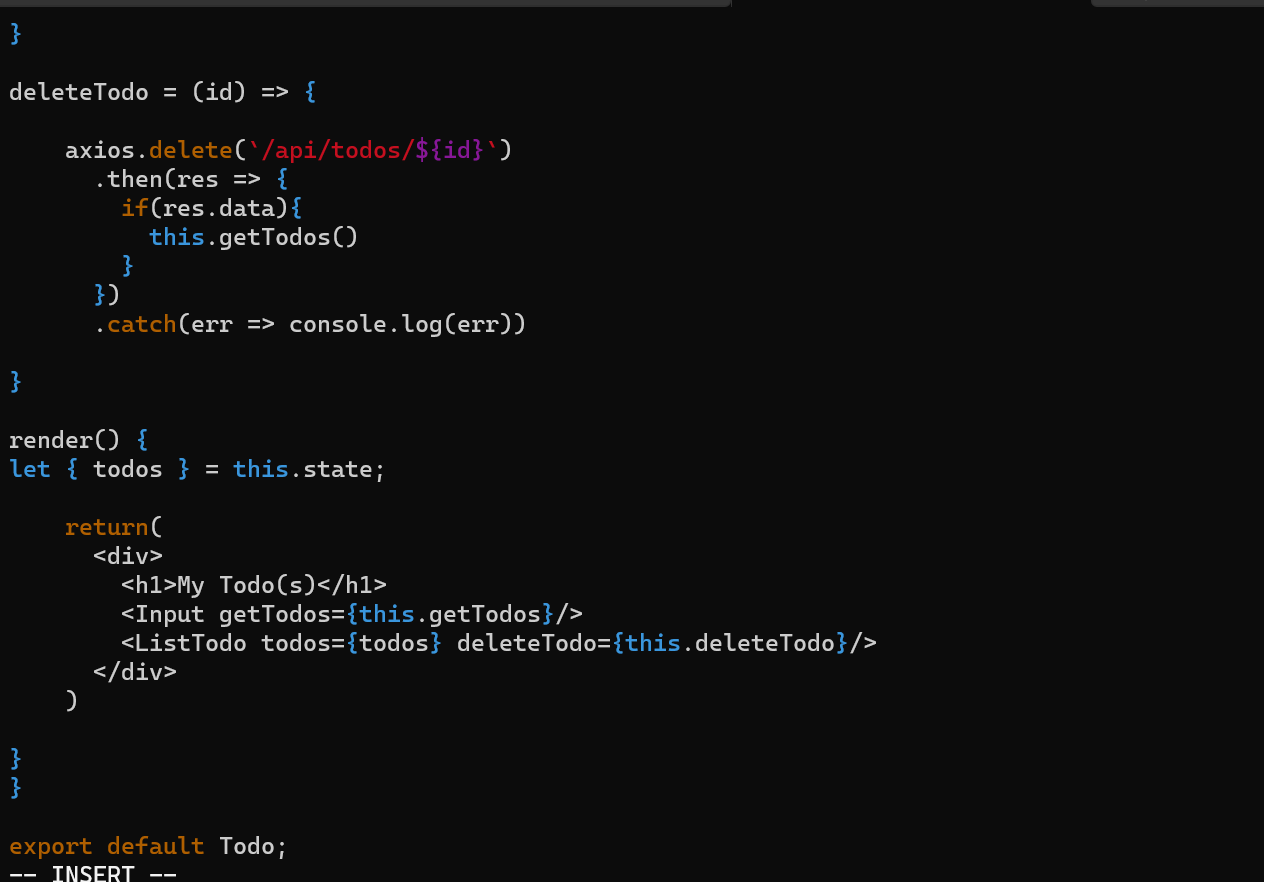 }

deleteTodo = (id) => {

    axios.delete(`/api/todos/${id}`)
      .then(res => {
        if(res.data){
          this.getTodos()
        }
      })
      .catch(err => console.log(err))

}

render() {
let { todos } = this.state;

    return(
      <div>
        <h1>My Todo(s)</h1>
        <Input getTodos={this.getTodos}/>
        <ListTodo todos={todos} deleteTodo={this.deleteTodo}/>
      </div>
    )

}
}

export default Todo;
-- INSERT --